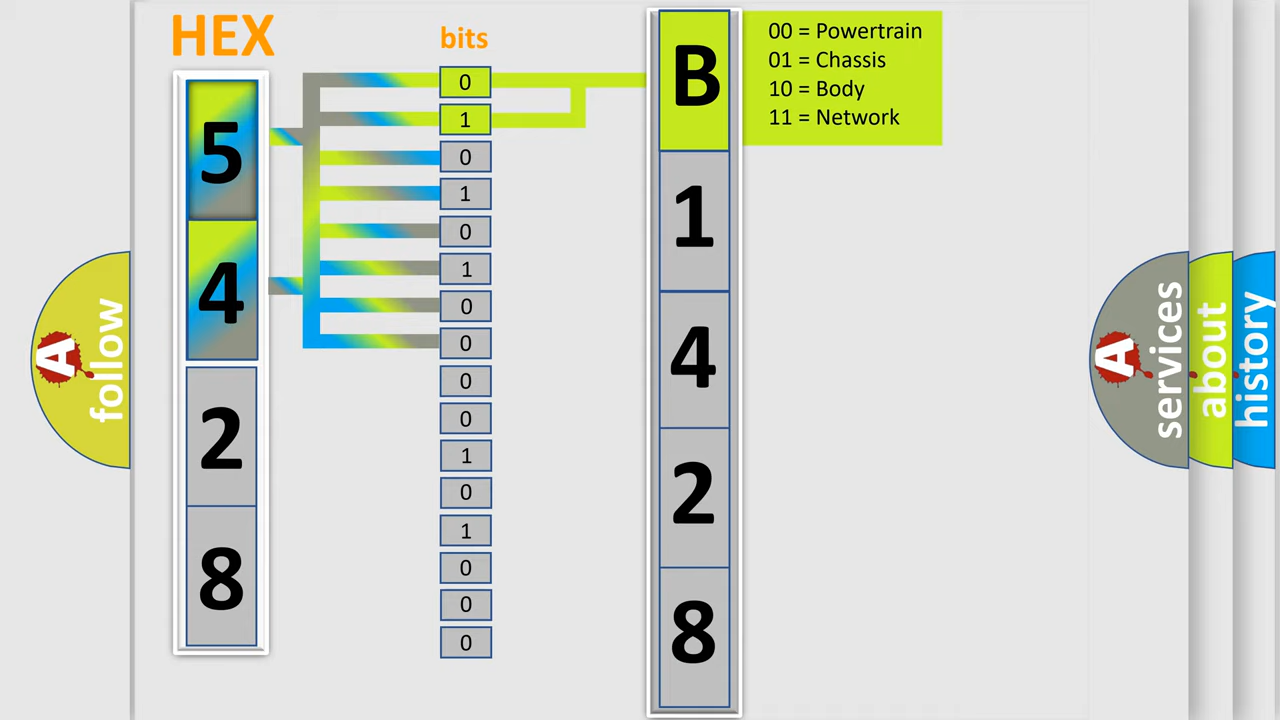 HEX
bits
5
4
2
8
0
1
0
1
0
1
0
0
0
0
1
0
1
0
0
0
B
1
4
2
8
00 = Powertrain
01 = Chassis
10 = Body
11 = Network
A
follow
A
services
about
history